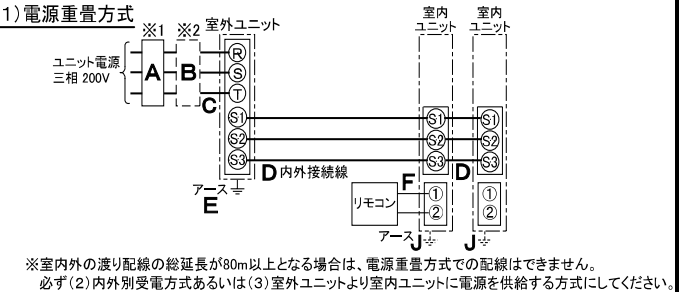 1)電源重畳方式
※1 ※2 室外ユニット
室内
ユニット
室内
ユニット
ユニット電源
三相 200V
A
B
C
R
S
T
S1
S2
S3
S1
S2
S3
S1
S2
S3
D 内外接続線
D
アース
E
F
リモコン
①
②
①
②
アース J
J
※室内外の渡り配線の総延長が80m以上となる場合は、電源重畳方式での配線はできません。
必ず(2)内外別受電方式あるいは(3)室外ユニットより室内ユニットに電源を供給する方式にしてください。